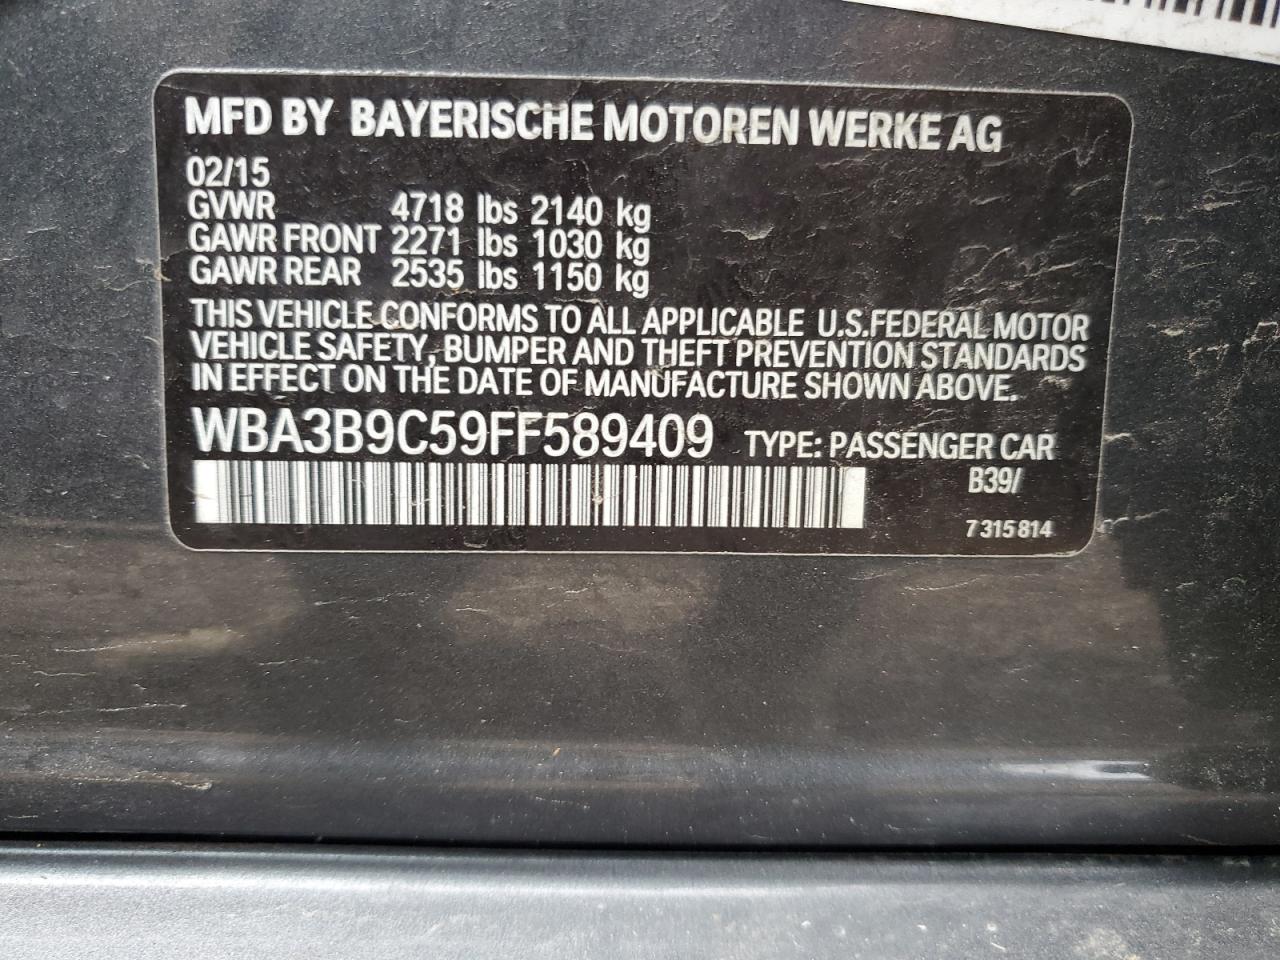 MFD BY BAYERISCHE MOTOREN WERKE AG
02/15
GVWR 4718 lbs 2140 kg
GAWR FRONT 2271 lbs 1030 kg
GAWR REAR 2535 lbs 1150 kg
THIS VEHICLE CONFORMS TO ALL APPLICABLE U.S.FEDERAL MOTOR
VEHICLE SAFETY, BUMPER AND THEFT PREVENTION STANDARDS
IN EFFECT ON THE DATE OF MANUFACTURE SHOWN ABOVE.
WBA3B9C59FF589409 TYPE: PASSENGER CAR
B39/
7 315 814